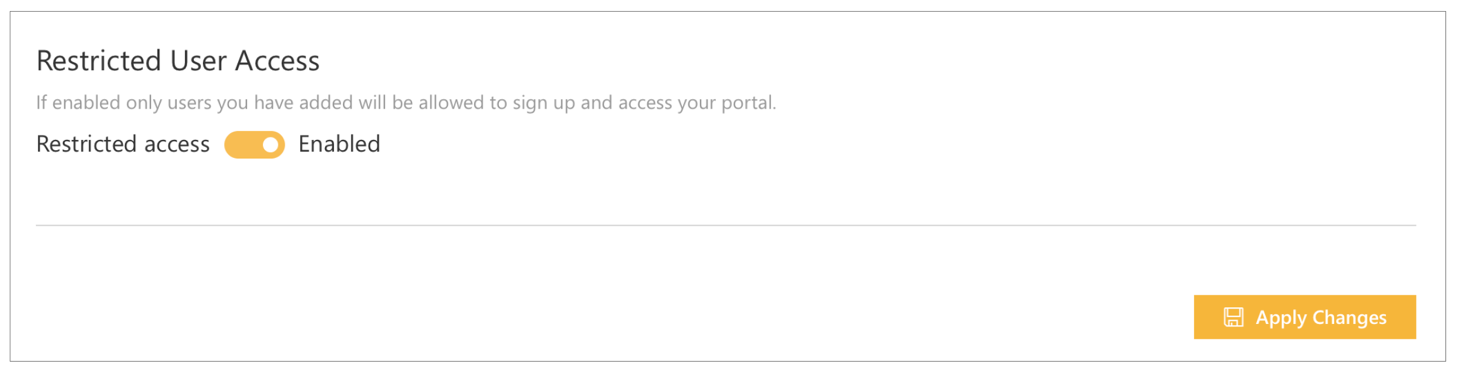 Restricted User Access
If enabled only users you have added will be allowed to sign up and access your portal.
Restricted access Enabled
Apply Changes